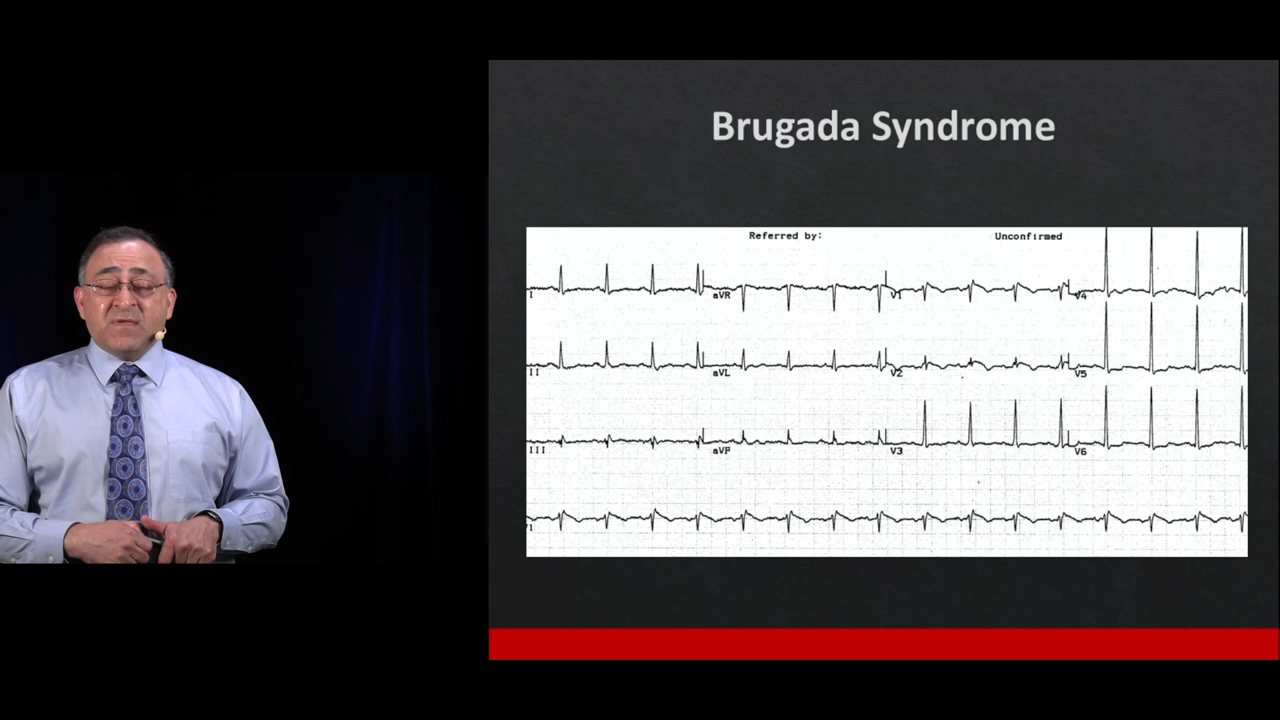 Brugada Syndrome
Referred by: Unconfirmed
I aVR V1 V4
II aVL V2 V5
III aVF V3 V6